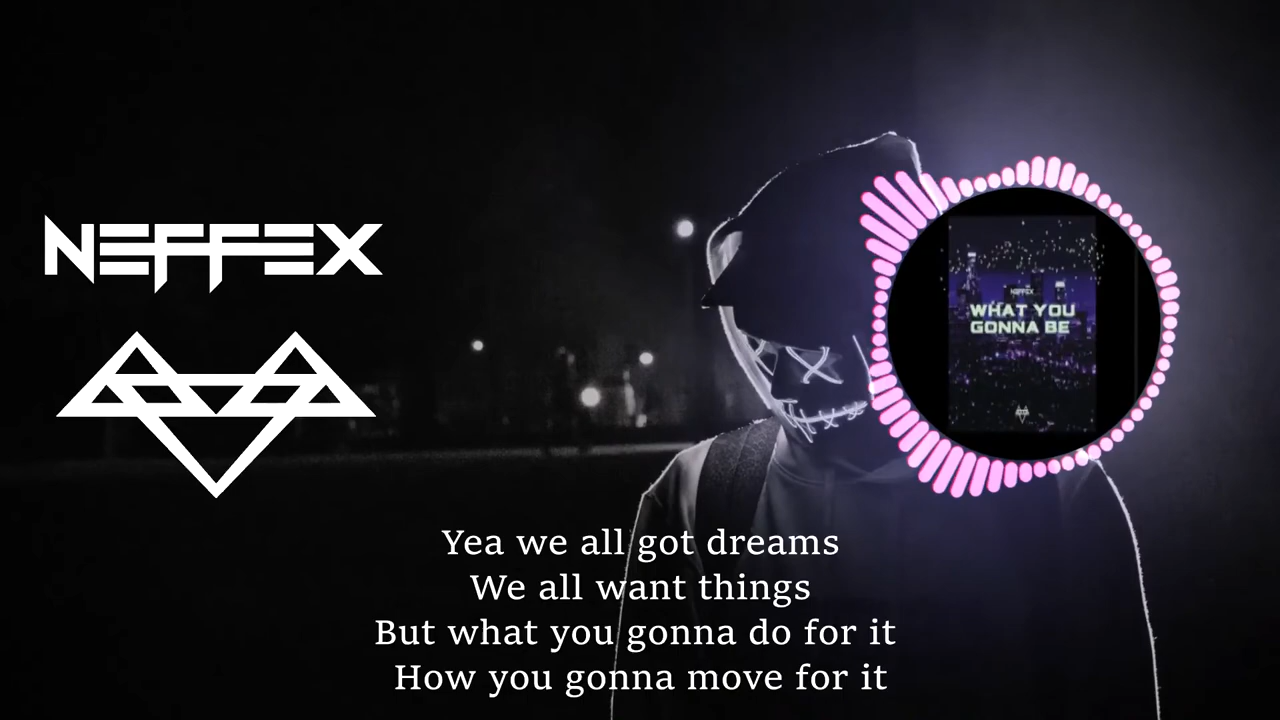 NEFFEX
NEFFEX
WHAT YOU
GONNA BE
Yea we all got dreams
We all want things
But what you gonna do for it
How you gonna move for it